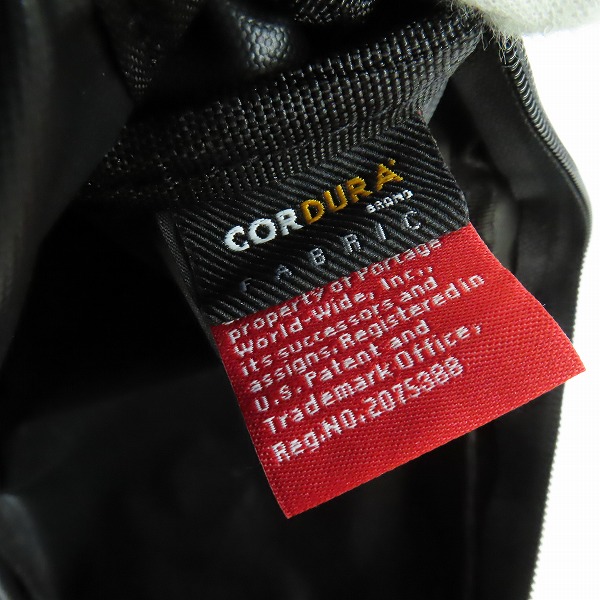 CORDURA®
BRAND
FABRIC
property of Portage
World-Wide, Inc.,
its successors and
assigns. Registered in
U.S. Patent and
Trademark Office,
Reg.NO. 2075388